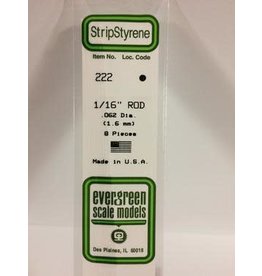 StripStyrene
Item No. Loc. Code
222
1/16" ROD
.062 Dia.
(1.6 mm)
8 Pieces
Made in U.S.A.
evergreen
scale models
Des Plaines, IL 60018